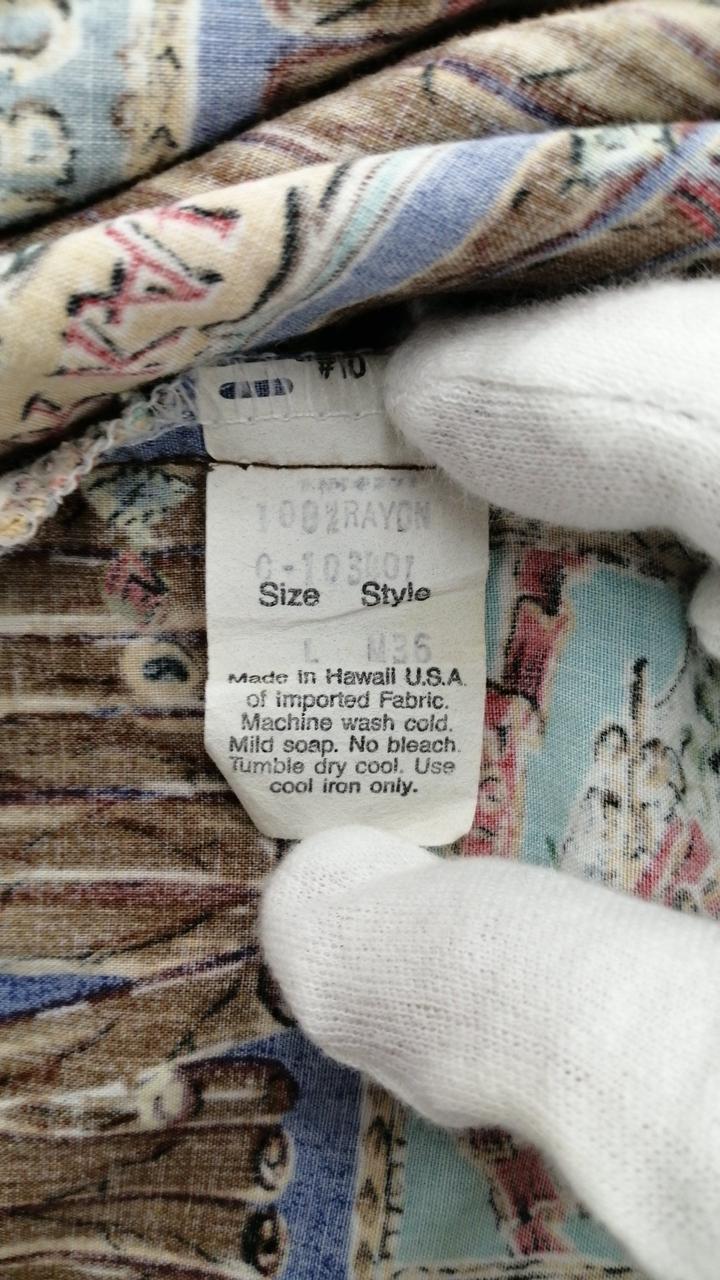 #10
100% RAYON
Size Style
L M36
Made in Hawaii U.S.A.
of Imported Fabric.
Machine wash cold.
Mild soap. No bleach.
Tumble dry cool. Use
cool iron only.